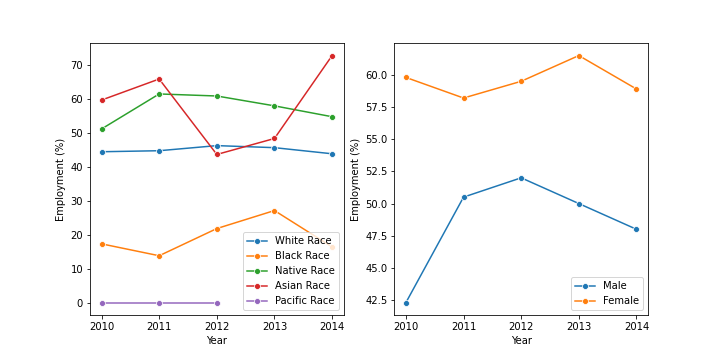 70
60
50
40
30
20
10
0
Employment (%)
2010 2011 2012 2013 2014
Year
White Race
Black Race
Native Race
Asian Race
Pacific Race
60.0
57.5
55.0
52.5
50.0
47.5
45.0
42.5
Employment (%)
2010 2011 2012 2013 2014
Year
Male
Female